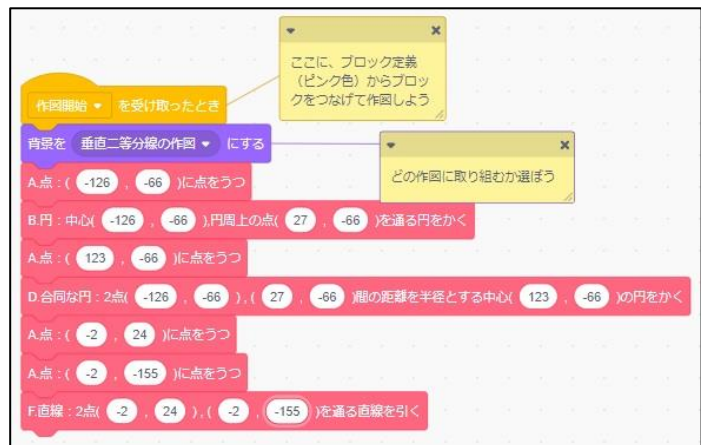 ここに、ブロック定義
（ピンク色）からブロッ
クをつなげて作図しよう
作図開始 を受け取ったとき
背景を 垂直二等分線の作図 にする
どの作図に取り組むか選ぼう
A.点：( -126 , -66 )に点をうつ
B.円：中心( -126 , -66 ),円周上の点( 27 , -66 )を通る円をかく
A.点：( 123 , -66 )に点をうつ
D.合同な円：2点( -126 , -66 ),( 27 , -66 )間の距離を半径とする中心( 123 , -66 )の円をかく
A.点：( -2 , 24 )に点をうつ
A.点：( -2 , -155 )に点をうつ
F.直線：2点( -2 , 24 ),( -2 , -155 )を通る直線を引く